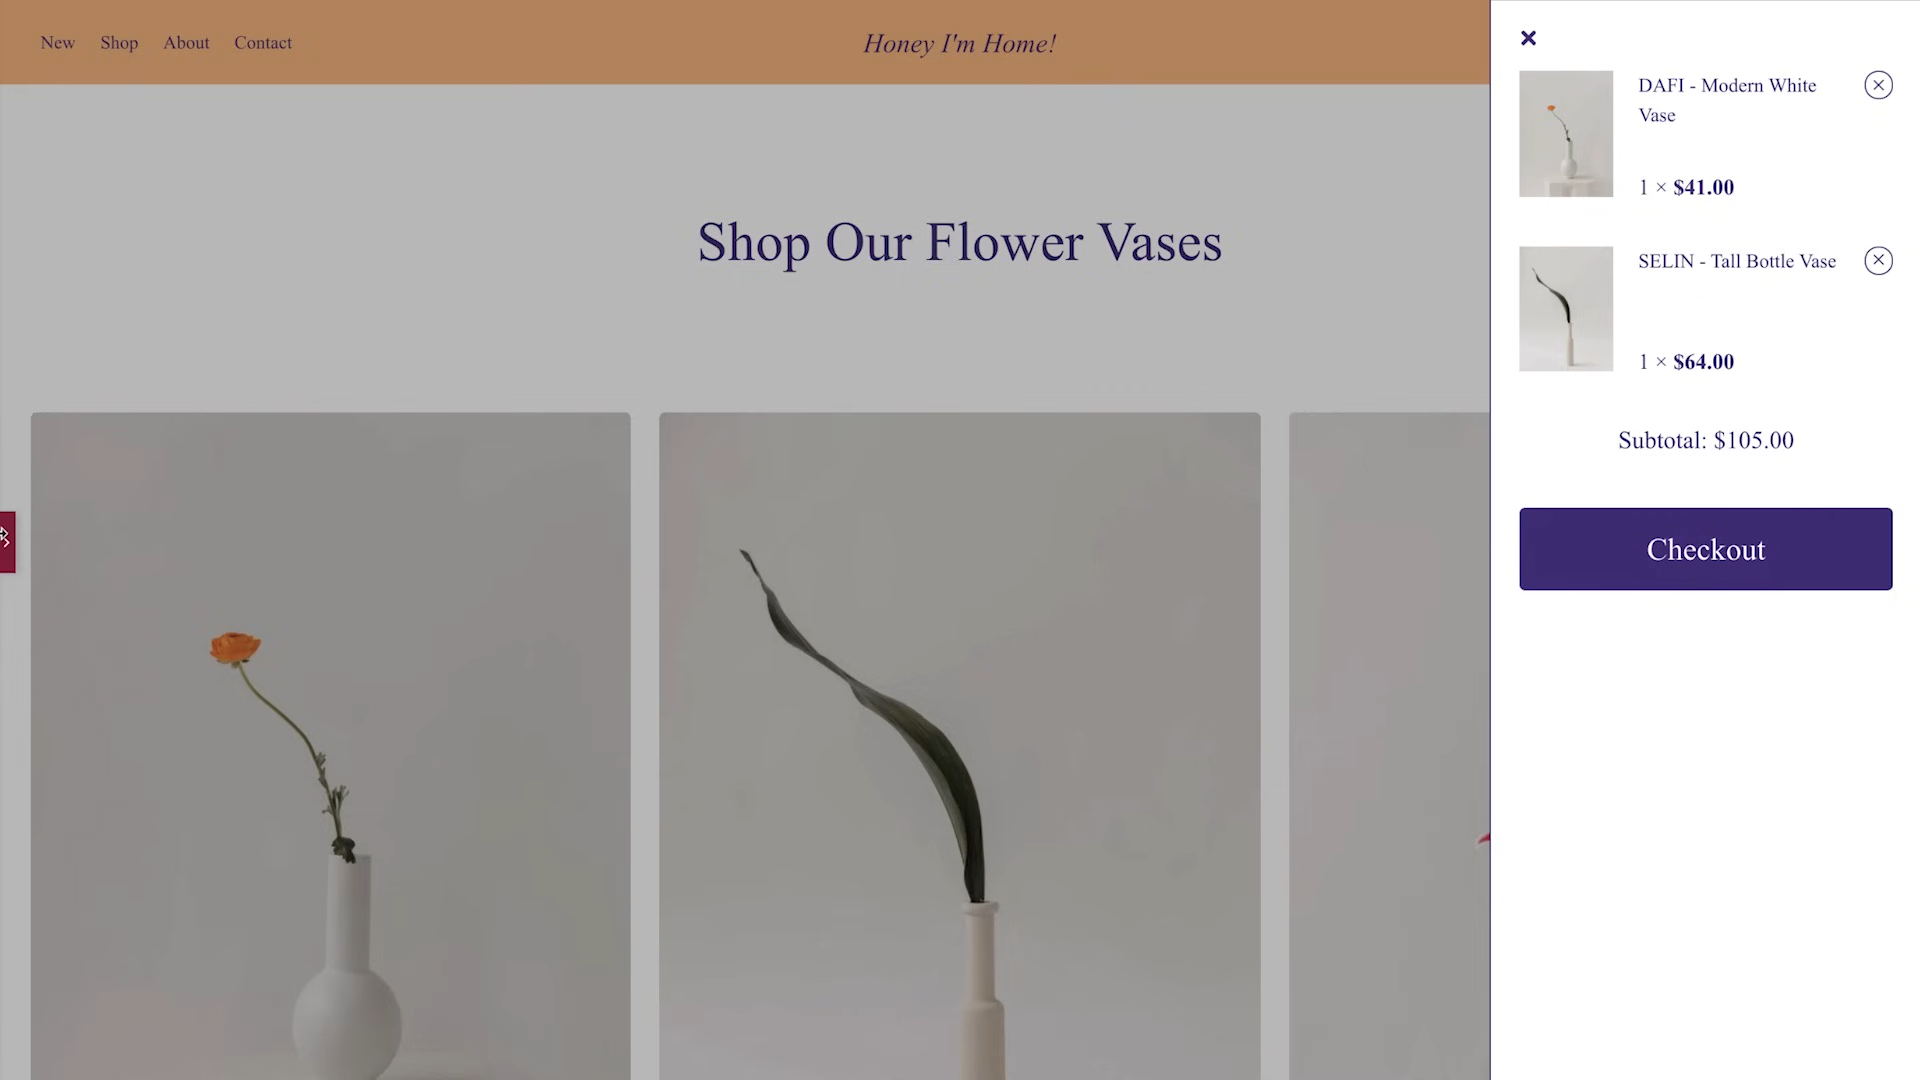 New Shop About Contact
Honey I'm Home!
Shop Our Flower Vases
DAFI - Modern White
Vase
1 × $41.00
SELIN - Tall Bottle Vase
1 × $64.00
Subtotal: $105.00
Checkout